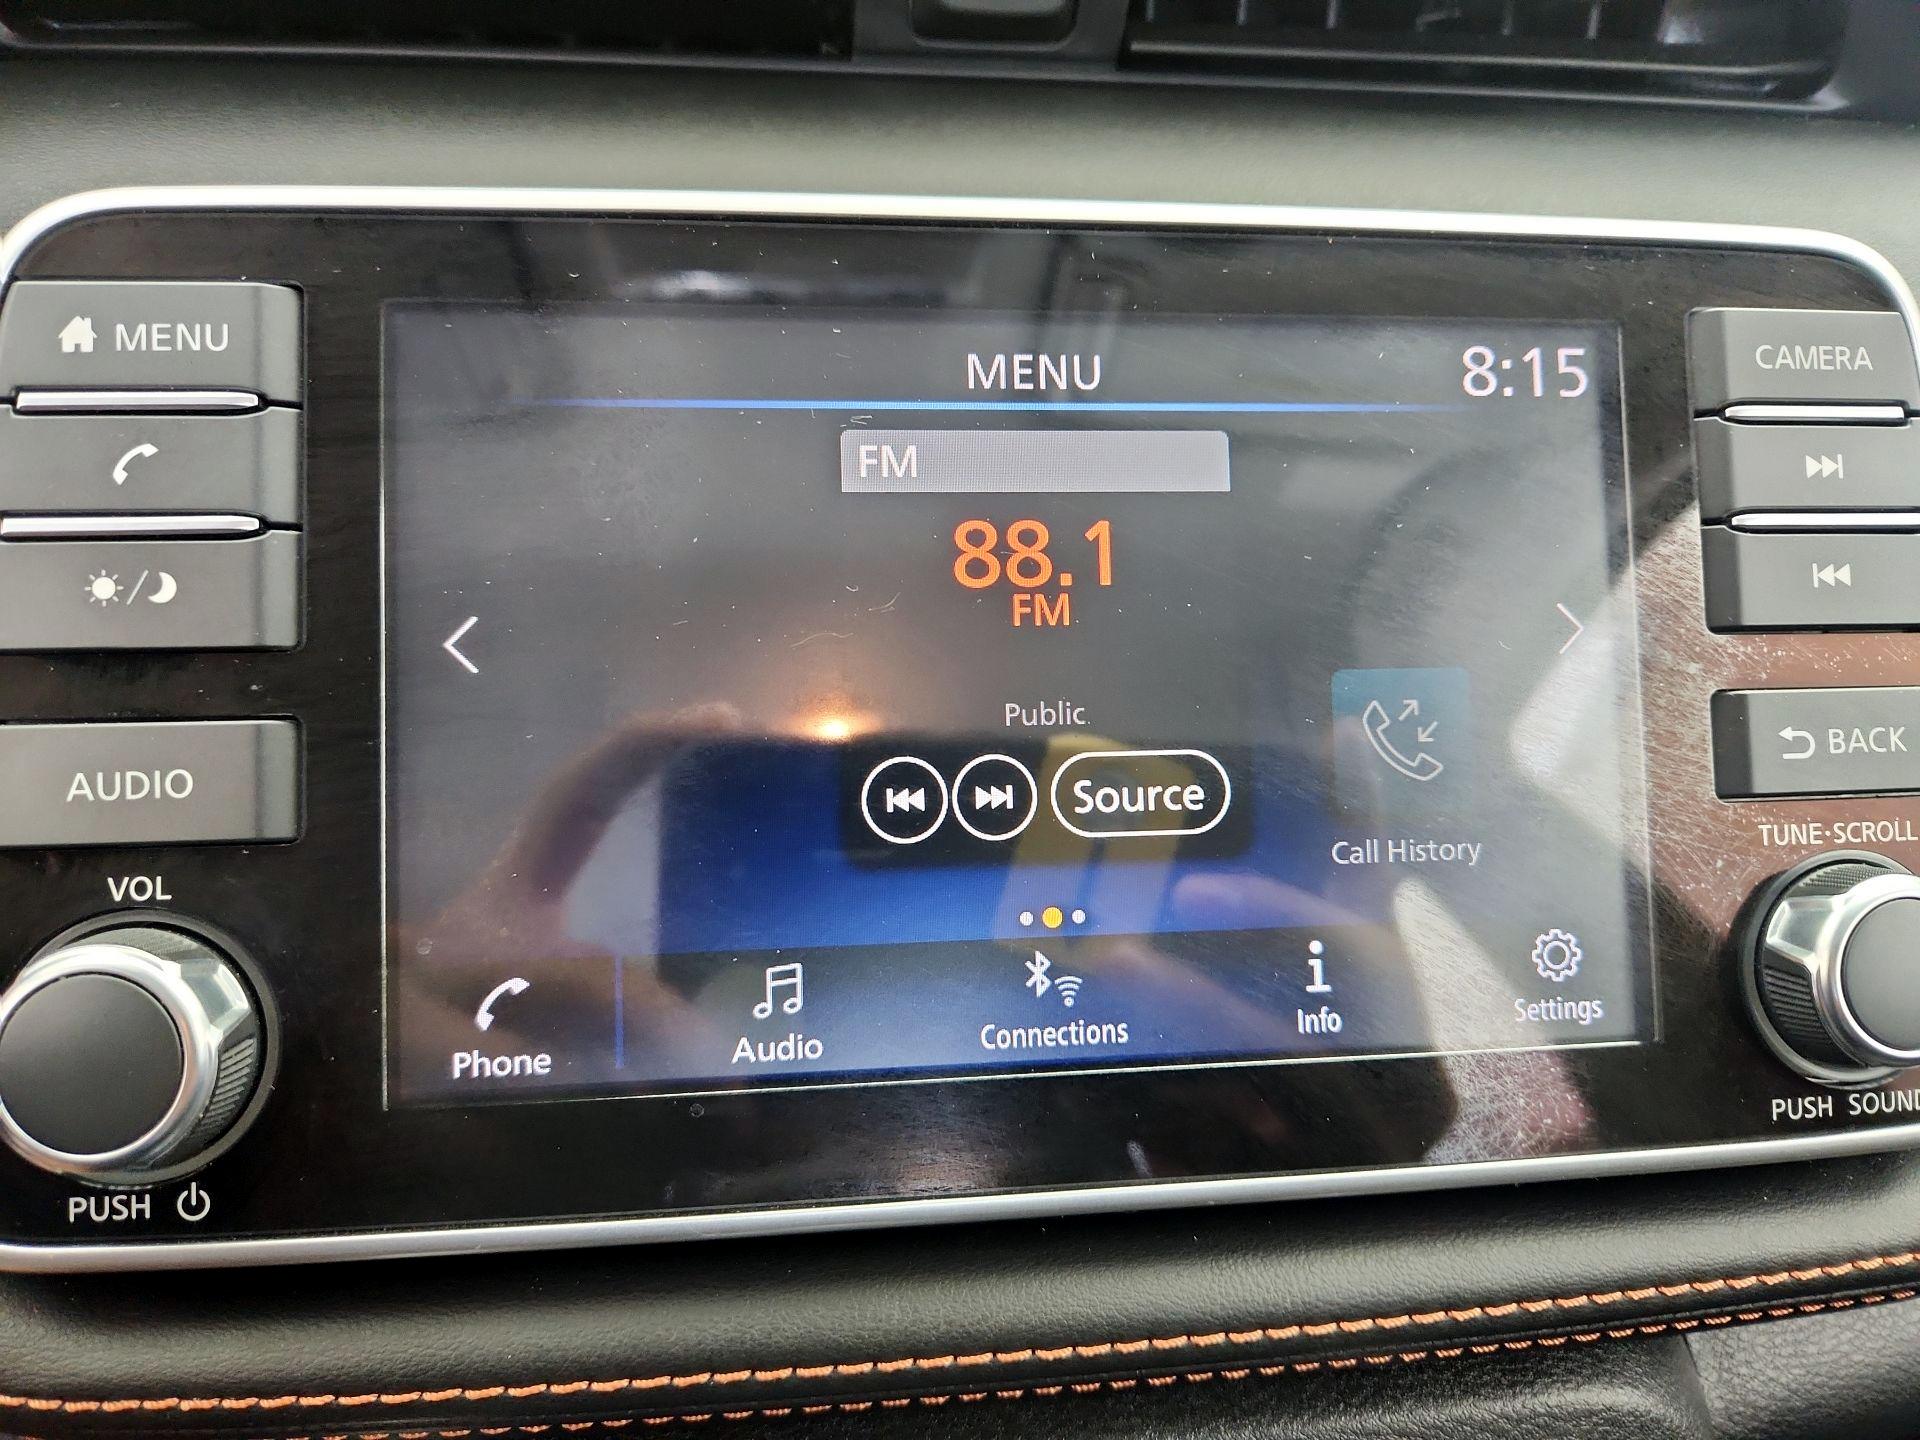 MENU
AUDIO
VOL
PUSH
MENU
8:15
FM
88.1
FM
Public
Source
Call History
Phone
Audio
Connections
Info
Settings
CAMERA
BACK
TUNE·SCROLL
PUSH SOUND